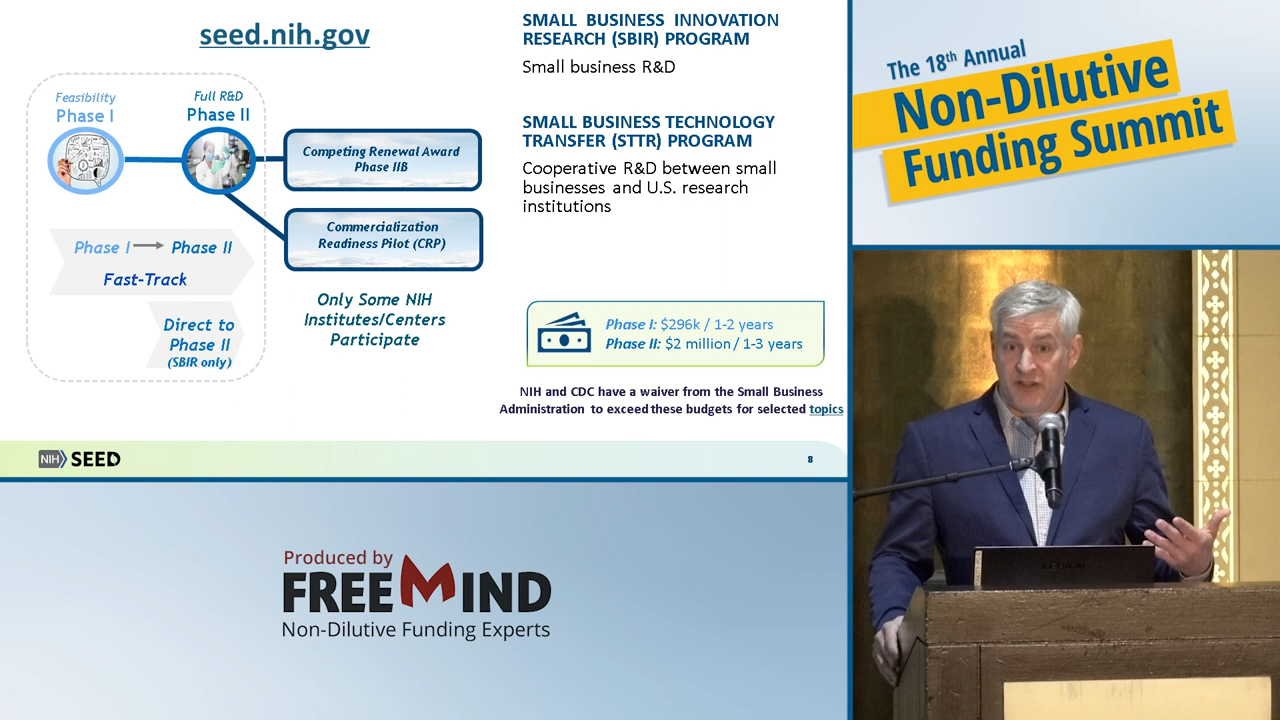 seed.nih.gov
Feasibility
Phase I
Full R&D
Phase II
Competing Renewal Award
Phase IIB
Commercialization
Readiness Pilot (CRP)
Phase I
Phase II
Fast-Track
Direct to
Phase II
(SBIR only)
Only Some NIH
Institutes/Centers
Participate
SMALL BUSINESS INNOVATION
RESEARCH (SBIR) PROGRAM
Small business R&D
SMALL BUSINESS TECHNOLOGY
TRANSFER (STTR) PROGRAM
Cooperative R&D between small
businesses and U.S. research
institutions
Phase I: $296k / 1-2 years
Phase II: $2 million / 1-3 years
NIH and CDC have a waiver from the Small Business
Administration to exceed these budgets for selected topics
NIH SEED
8
The 18th Annual
Non-Dilutive
Funding Summit
LEGION
Produced by
FREEMIND
Non-Dilutive Funding Experts